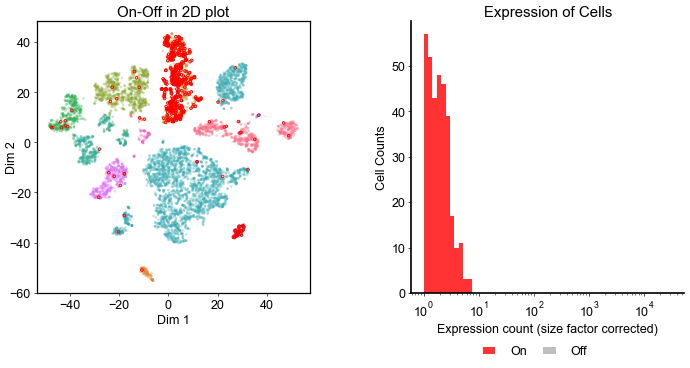 On-Off in 2D plot
40
20
0
−20
−40
−60
Dim 2
−40 −20 0 20 40
Dim 1
Expression of Cells
50
40
30
20
10
0
Cell Counts
10⁰ 10¹ 10² 10³ 10⁴
Expression count (size factor corrected)
On Off